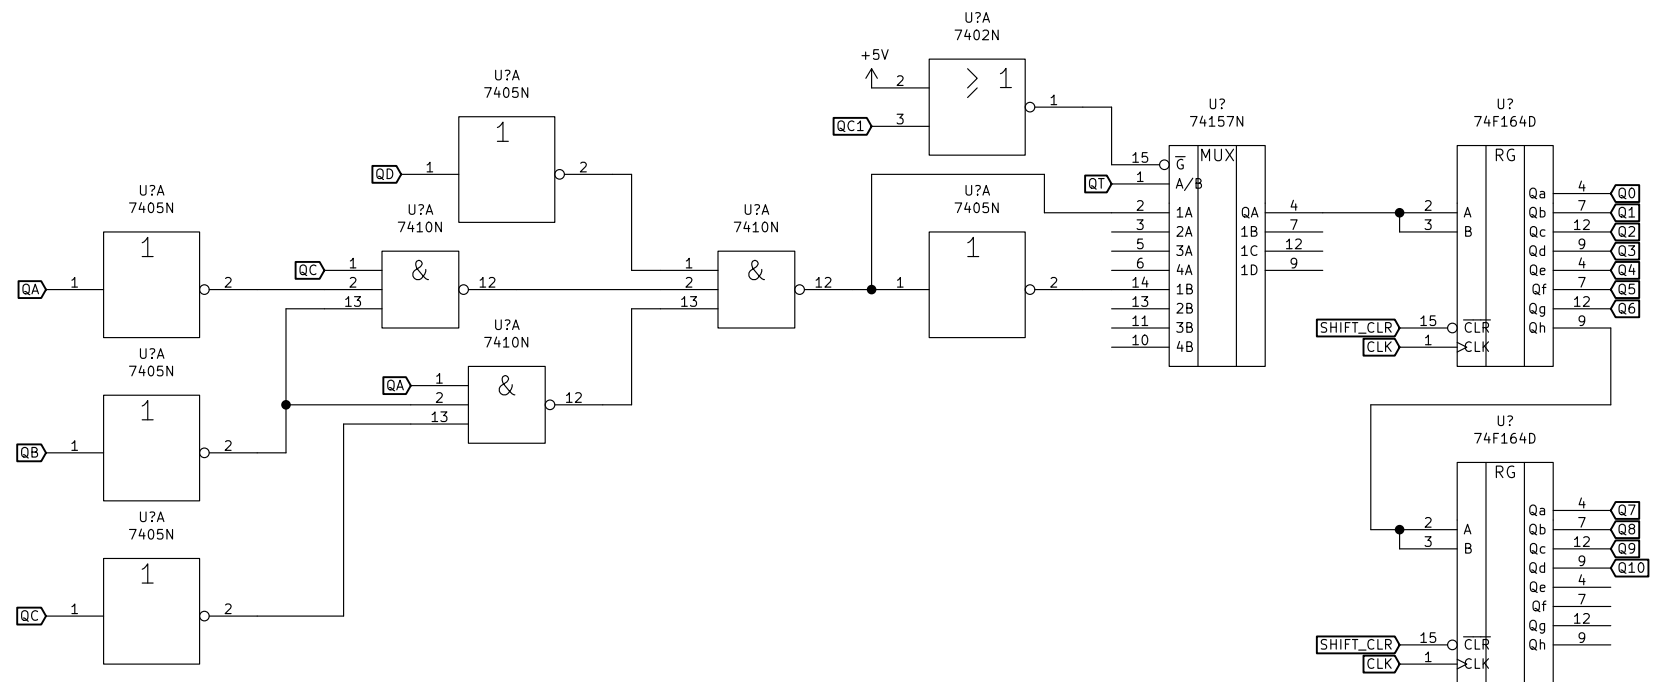 U?A
7402N
+5V
2
≥ 1
1
QC1
3
U?A
7405N
1
QD
1
2
U?
74157N
MUX
15
G
QT
1
A/B
2
1A
QA
4
3
2A
1B
7
5
3A
1C
12
6
4A
1D
9
14
1B
13
2B
11
3B
10
4B
U?
74F164D
RG
Qa
4
Q0
2
A
Qb
7
Q1
3
B
Qc
12
Q2
Qd
9
Q3
Qe
4
Q4
Qf
7
Q5
Qg
12
Q6
SHIFT_CLR
15
CLR
Qh
9
CLK
1
CLK
U?A
7405N
1
QA
1
2
U?A
7410N
&
QC
1
2
13
12
U?A
7410N
&
1
2
13
12
U?A
7405N
1
1
2
U?A
7410N
&
QA
1
2
13
12
U?A
7405N
1
QB
1
2
U?A
7405N
1
QC
1
2
U?
74F164D
RG
Qa
4
Q7
2
A
Qb
7
Q8
3
B
Qc
12
Q9
Qd
9
Q10
Qe
4
Qf
7
Qg
12
SHIFT_CLR
15
CLR
Qh
9
CLK
1
CLK